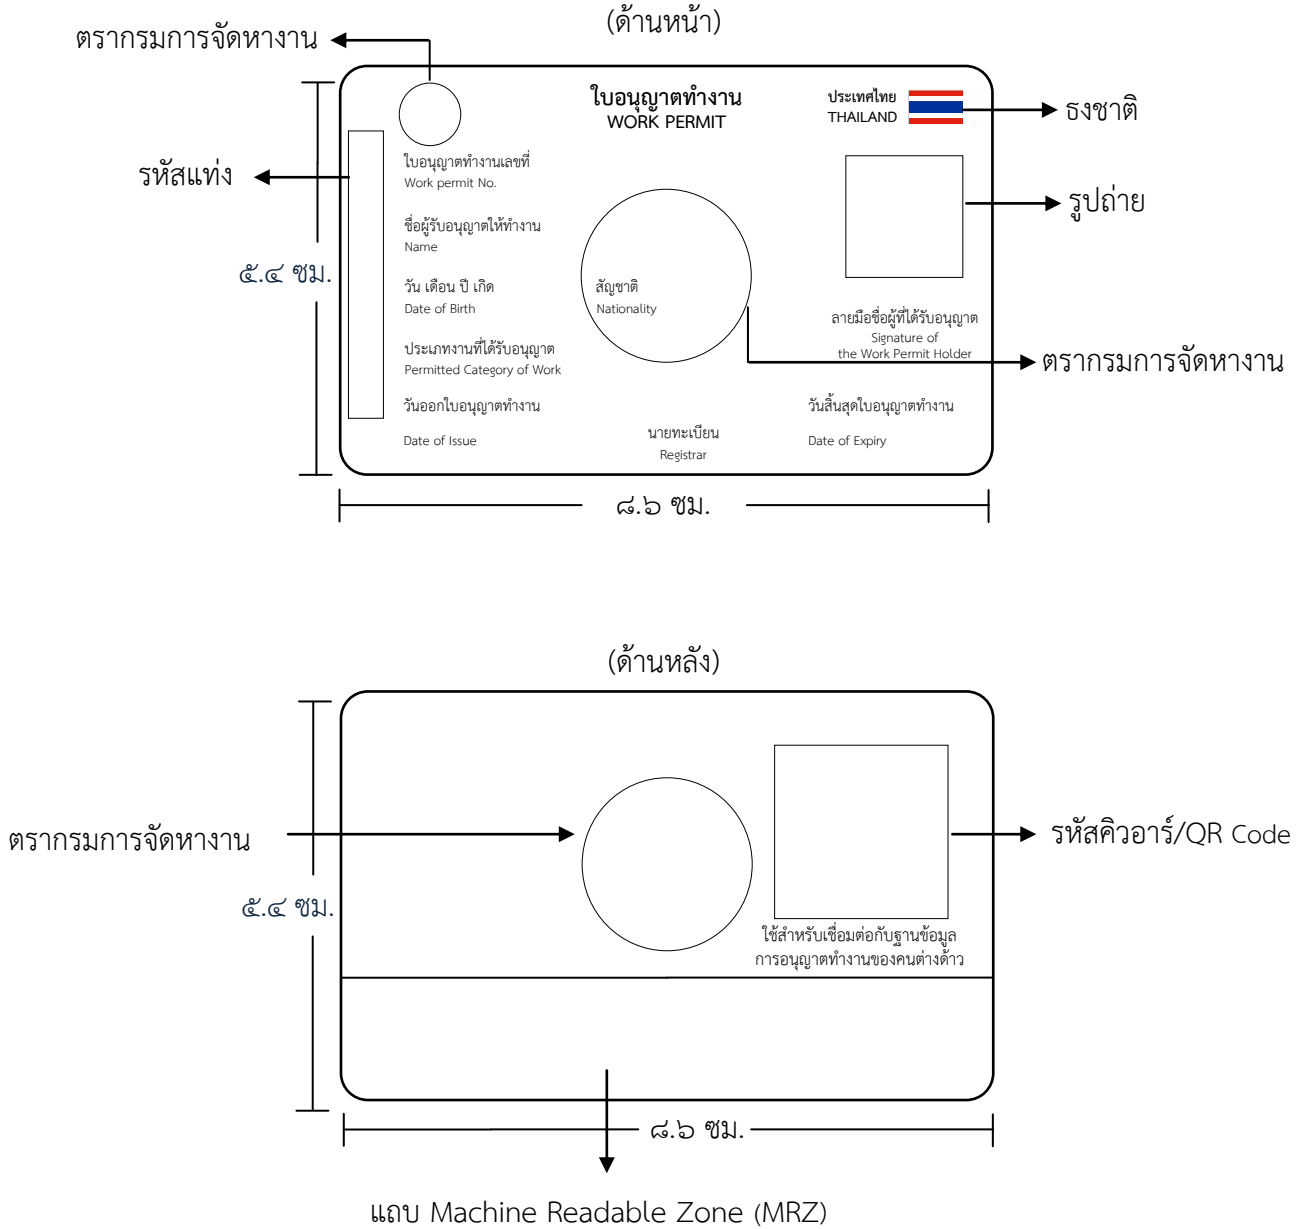 (ด้านหน้า)
ตรากรมการจัดหางาน
ใบอนุญาตทำงาน
WORK PERMIT
ประเทศไทย
THAILAND
ธงชาติ
รหัสแท่ง
ใบอนุญาตทำงานเลขที่
Work permit No.
รูปถ่าย
ชื่อผู้รับอนุญาตให้ทำงาน
Name
๕.๔ ซม.
วัน เดือน ปี เกิด
Date of Birth
สัญชาติ
Nationality
ลายมือชื่อผู้ที่ได้รับอนุญาต
Signature of
the Work Permit Holder
ตรากรมการจัดหางาน
ประเภทงานที่ได้รับอนุญาต
Permitted Category of Work
วันออกใบอนุญาตทำงาน
Date of Issue
นายทะเบียน
Registrar
วันสิ้นสุดใบอนุญาตทำงาน
Date of Expiry
๘.๖ ซม.
(ด้านหลัง)
ตรากรมการจัดหางาน
รหัสคิวอาร์/QR Code
๕.๔ ซม.
ใช้สำหรับเชื่อมต่อกับฐานข้อมูล
การอนุญาตทำงานของคนต่างด้าว
๘.๖ ซม.
แถบ Machine Readable Zone (MRZ)